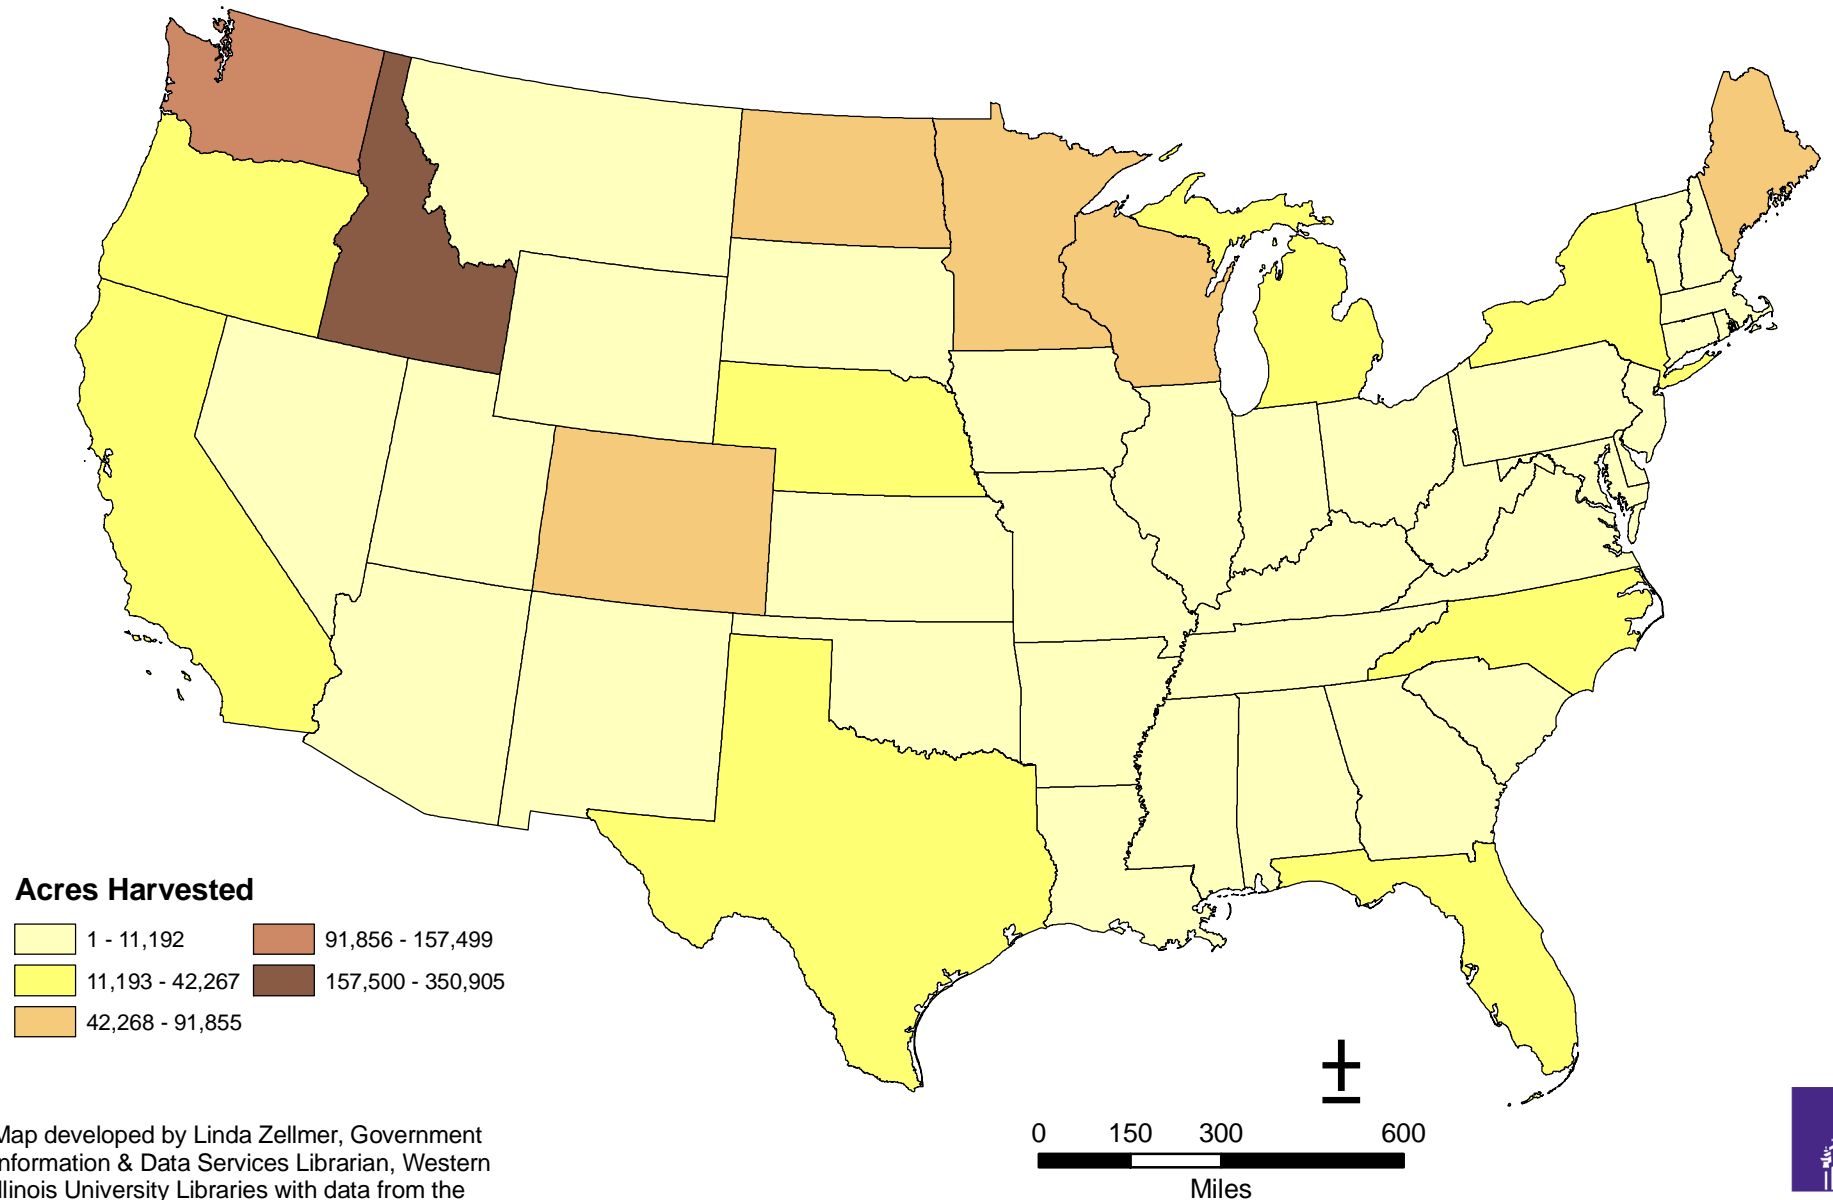 Acres Harvested
1 - 11,192
91,856 - 157,499
11,193 - 42,267
157,500 - 350,905
42,268 - 91,855
0 150 300 600
Miles
Map developed by Linda Zellmer, Government
Information & Data Services Librarian, Western
Illinois University Libraries with data from the